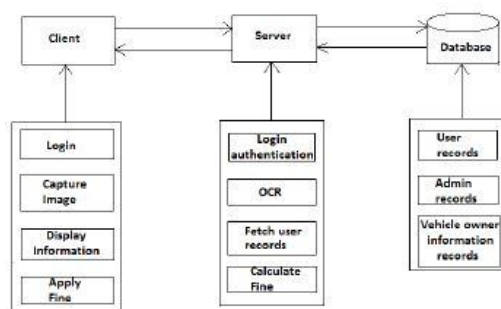 Client
Server
Database
Login
Capture
Image
Display
Information
Apply
Fine
Login
authentication
OCR
Fetch user
records
Calculate
Fine
User
records
Admin
records
Vehicle owner
information
records